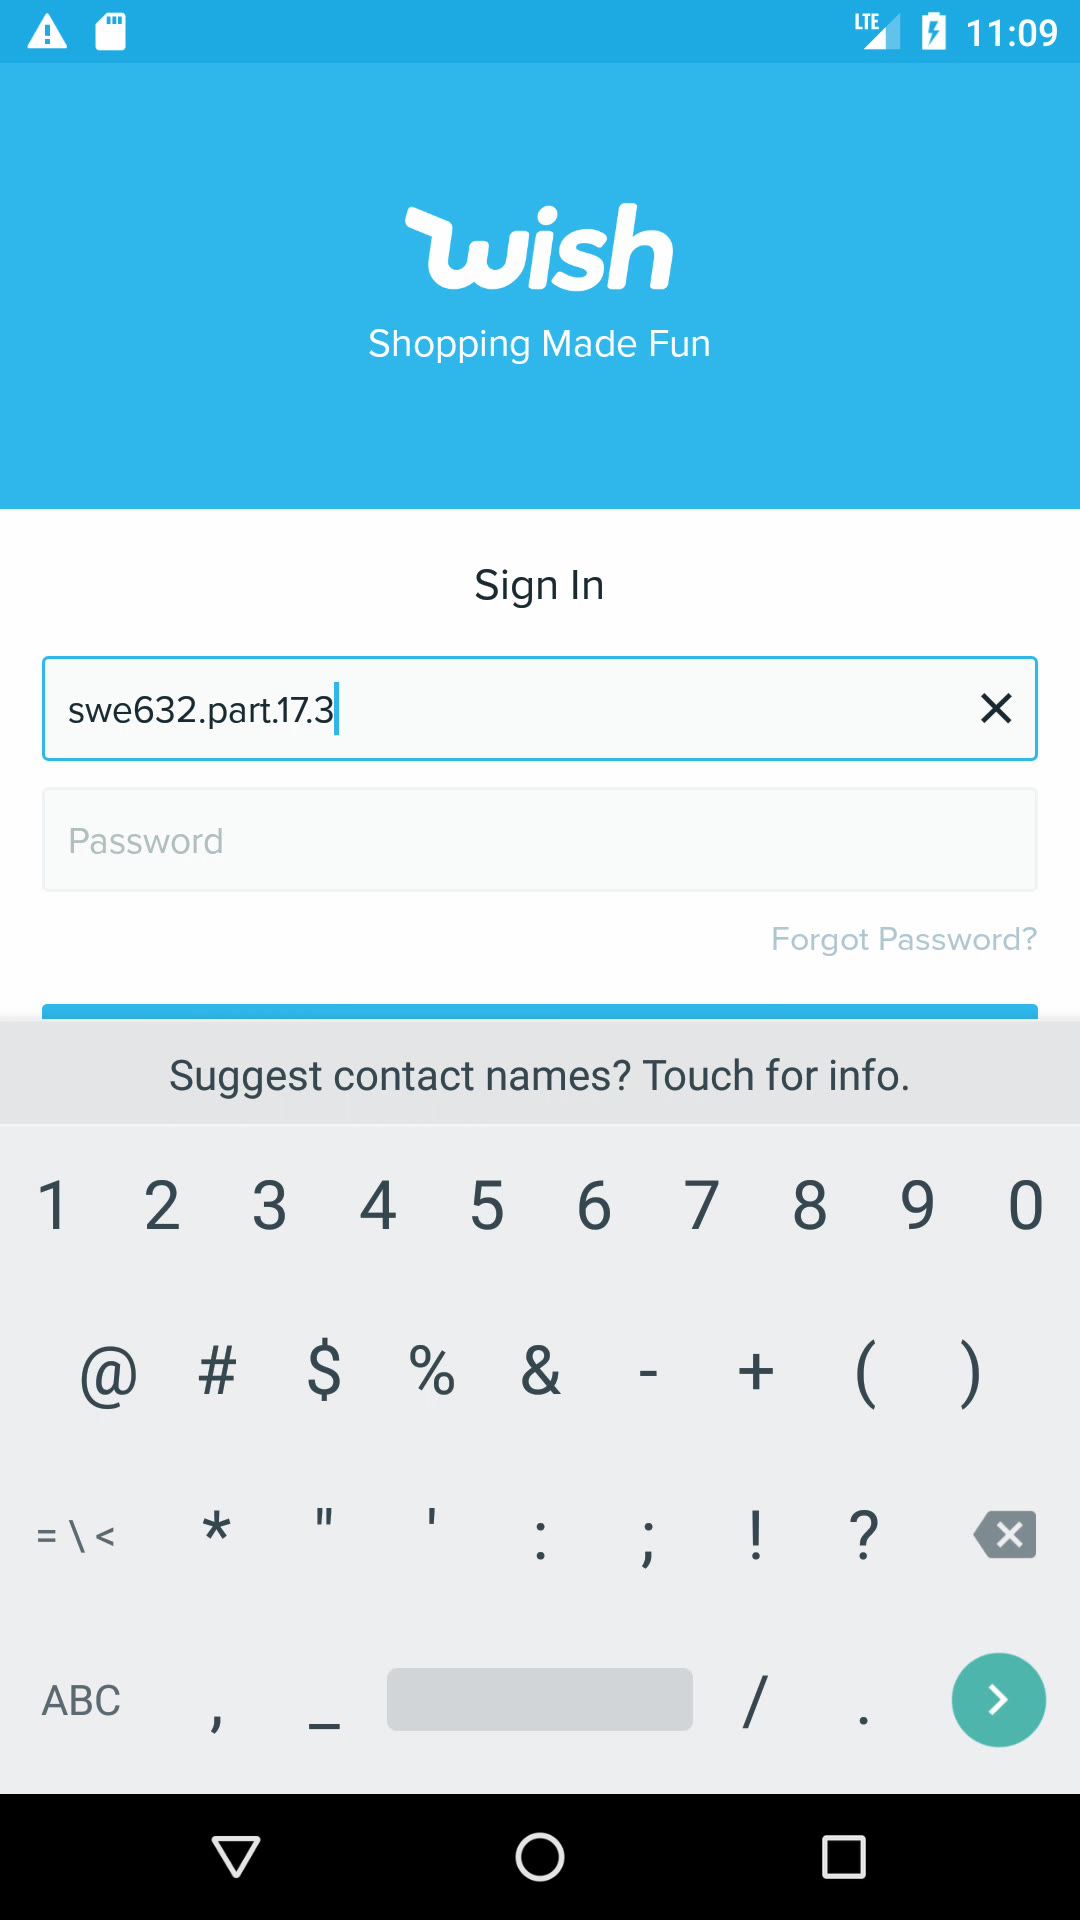 LTE 11:09
wish
Shopping Made Fun
Sign In
swe632.part.17.3
Password
Forgot Password?
Suggest contact names? Touch for info.
1 2 3 4 5 6 7 8 9 0
@ # $ % & - + ( )
= \ < * " ' : ; ! ?
ABC , _ / .